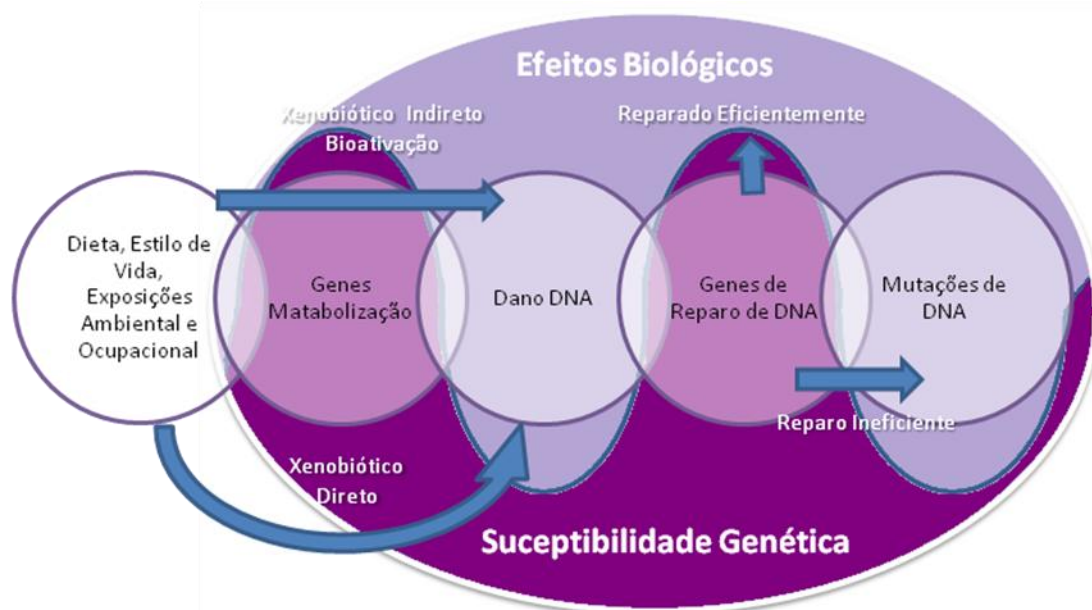 Efeitos Biológicos
Xenobiótico Indireto
Bioativação
Reparado Eficientemente
Dieta, Estilo de
Vida,
Exposições
Ambiental e
Ocupacional
Genes
Matabolização
Dano DNA
Genes de
Reparo de DNA
Mutações de
DNA
Reparo Ineficiente
Xenobiótico
Direto
Suceptibilidade Genética